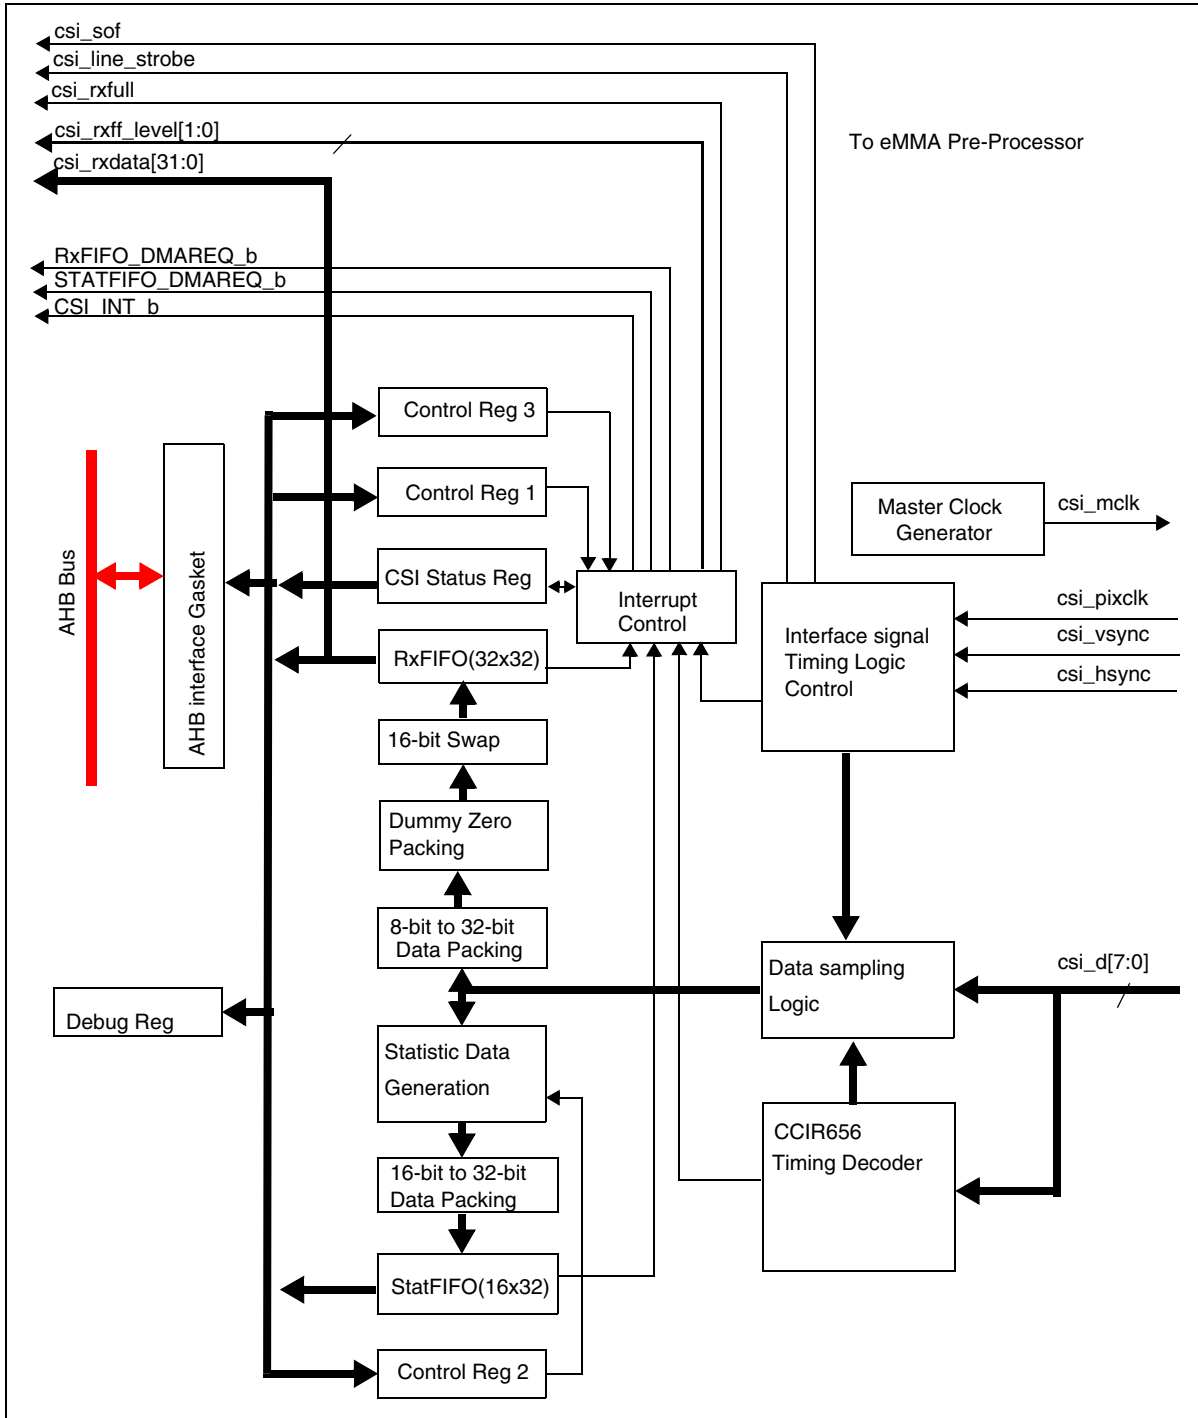 csi_sof
csi_line_strobe
csi_rxfull
csi_rxff_level[1:0]
To eMMA Pre-Processor
csi_rxdata[31:0]
RxFIFO_DMAREQ_b
STATFIFO_DMAREQ_b
CSI_INT_b
Control Reg 3
Control Reg 1
Master Clock
Generator
csi_mclk
AHB Bus
AHB interface Gasket
CSI Status Reg
Interrupt
Control
Interface signal
Timing Logic
Control
csi_pixclk
csi_vsync
csi_hsync
RxFIFO(32x32)
16-bit Swap
Dummy Zero
Packing
8-bit to 32-bit
Data Packing
Data sampling
Logic
csi_d[7:0]
Debug Reg
Statistic Data
Generation
CCIR656
Timing Decoder
16-bit to 32-bit
Data Packing
StatFIFO(16x32)
Control Reg 2